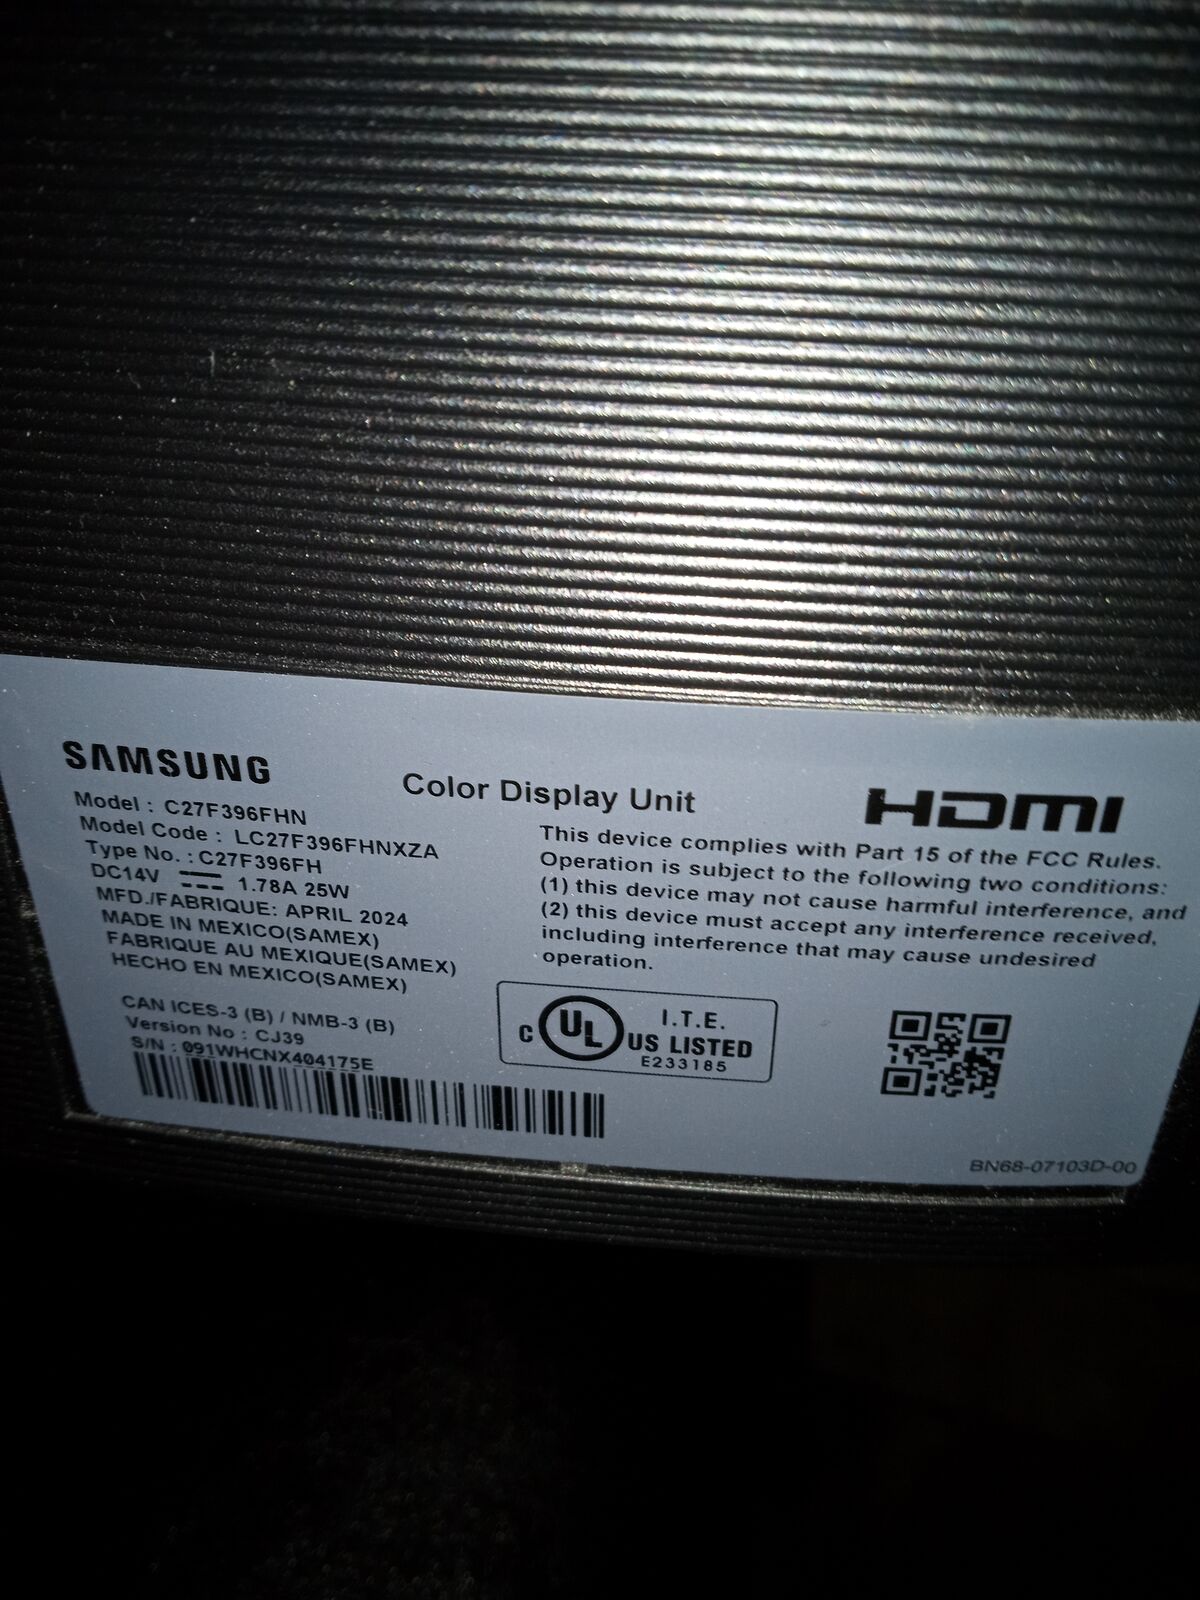 SAMSUNG
Color Display Unit
HDMI
Model : C27F396FHN
Model Code : LC27F396FHNXZA
Type No. : C27F396FH
DC14V 1.78A 25W
MFD./FABRIQUE: APRIL 2024
MADE IN MEXICO(SAMEX)
FABRIQUE AU MEXIQUE(SAMEX)
HECHO EN MEXICO(SAMEX)
CAN ICES-3 (B) / NMB-3 (B)
Version No : CJ39
S/N : 091WHCNX404175E
This device complies with Part 15 of the FCC Rules.
Operation is subject to the following two conditions:
(1) this device may not cause harmful interference, and
(2) this device must accept any interference received,
including interference that may cause undesired
operation.
C UL US LISTED
I.T.E.
E233185
BN68-07103D-00